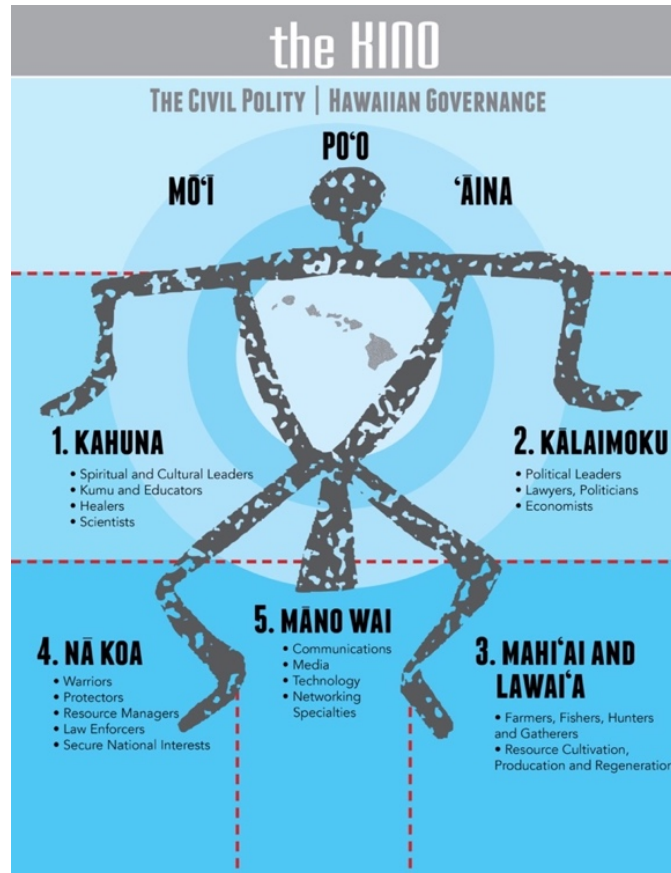 the KINO
THE CIVIL POLITY | HAWAIIAN GOVERNANCE
POʻO
MŌʻĪ
ʻĀINA
1. KAHUNA
• Spiritual and Cultural Leaders
• Kumu and Educators
• Healers
• Scientists
2. KĀLAIMOKU
• Political Leaders
• Lawyers, Politicians
• Economists
5. MĀNO WAI
• Communications
• Media
• Technology
• Networking
Specialties
4. NĀ KOA
• Warriors
• Protectors
• Resource Managers
• Law Enforcers
• Secure National Interests
3. MAHIʻAI AND
LAWAIʻA
• Farmers, Fishers, Hunters
and Gatherers
• Resource Cultivation,
Producation and Regeneration